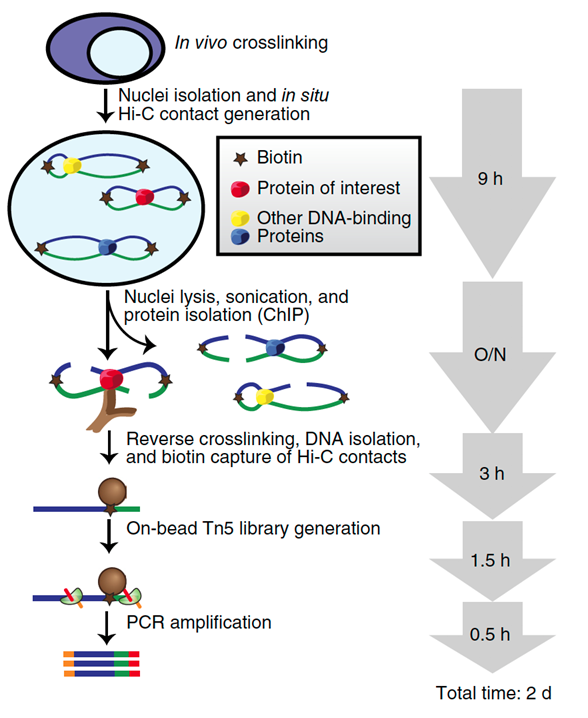 In vivo crosslinking
Nuclei isolation and in situ
Hi-C contact generation
Biotin
Protein of interest
Other DNA-binding
Proteins
9 h
Nuclei lysis, sonication, and
protein isolation (ChIP)
O/N
Reverse crosslinking, DNA isolation,
and biotin capture of Hi-C contacts
3 h
On-bead Tn5 library generation
1.5 h
PCR amplification
0.5 h
Total time: 2 d